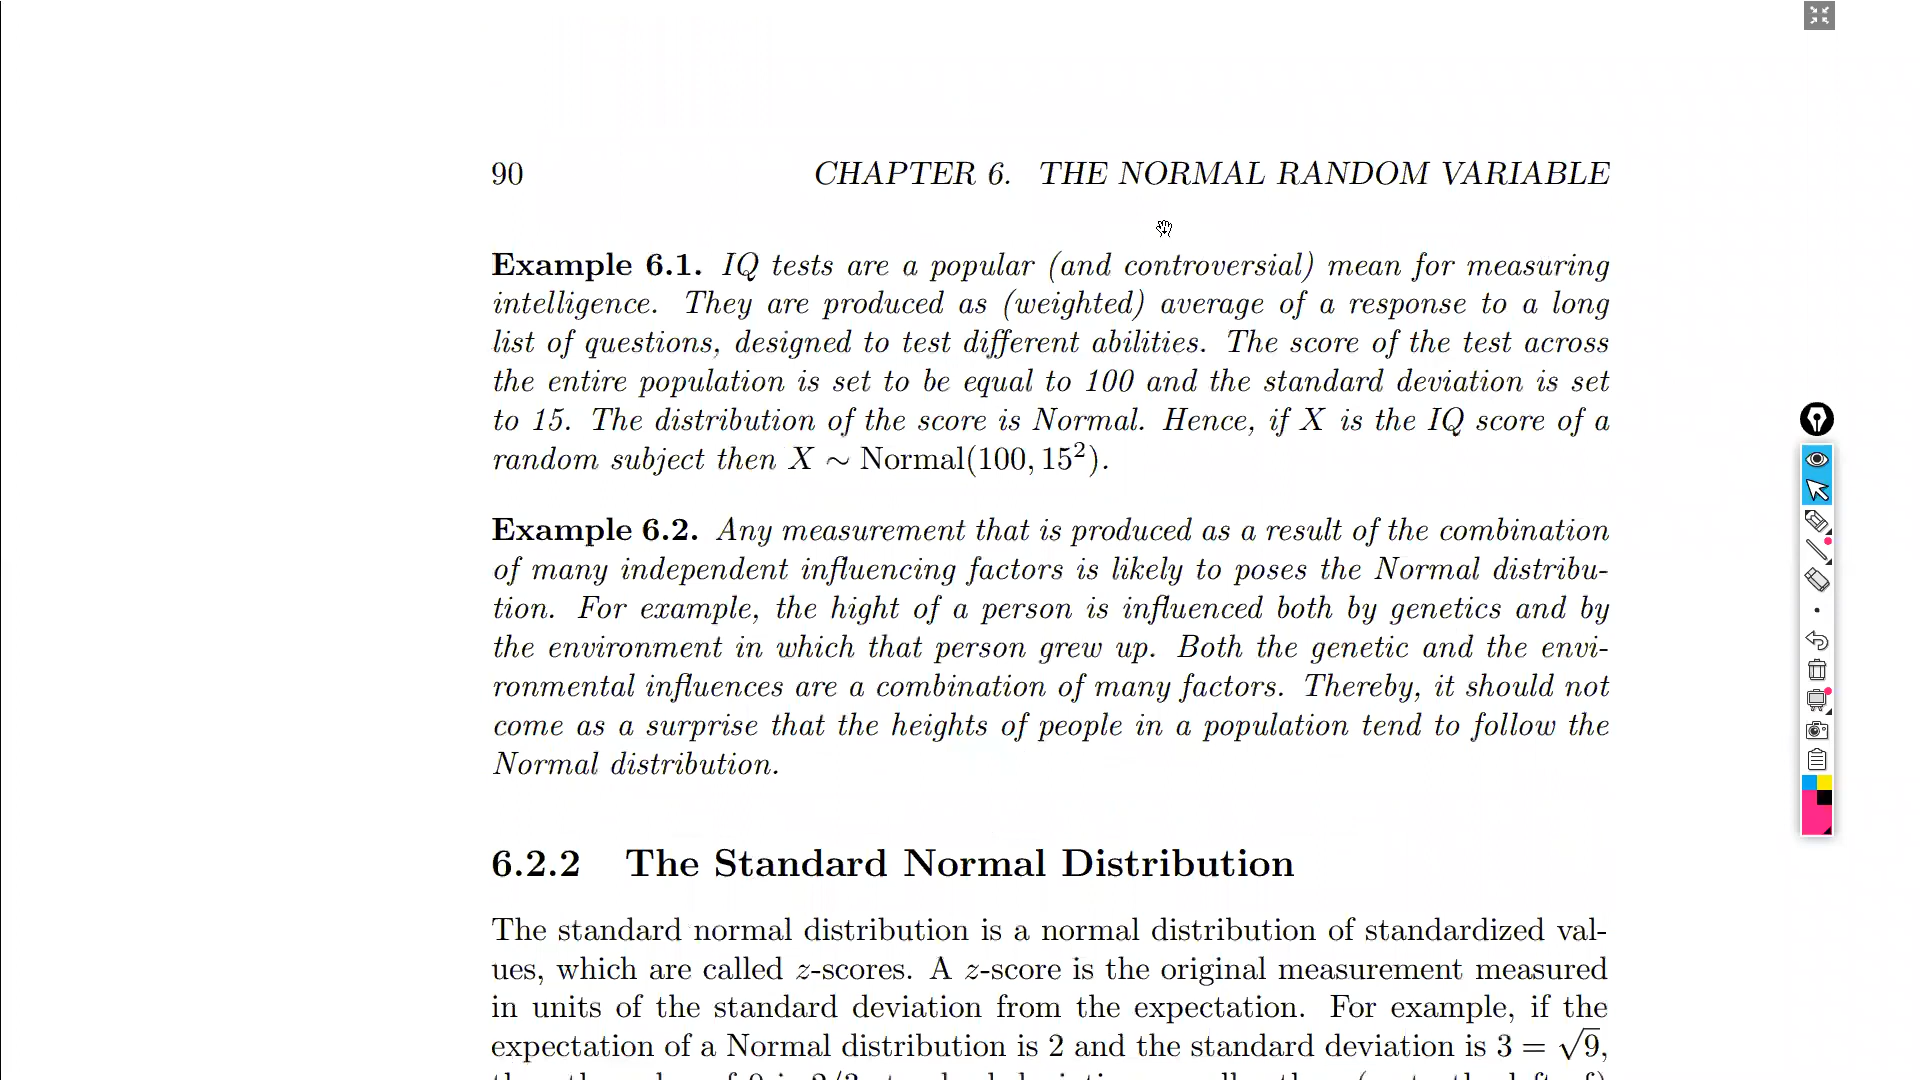 90 CHAPTER 6. THE NORMAL RANDOM VARIABLE
Example 6.1. IQ tests are a popular (and controversial) mean for measuring
intelligence. They are produced as (weighted) average of a response to a long
list of questions, designed to test different abilities. The score of the test across
the entire population is set to be equal to 100 and the standard deviation is set
to 15. The distribution of the score is Normal. Hence, if X is the IQ score of a
random subject then X ∼ Normal(100, 15²).
Example 6.2. Any measurement that is produced as a result of the combination
of many independent influencing factors is likely to poses the Normal distribu-
tion. For example, the hight of a person is influenced both by genetics and by
the environment in which that person grew up. Both the genetic and the envi-
ronmental influences are a combination of many factors. Thereby, it should not
come as a surprise that the heights of people in a population tend to follow the
Normal distribution.
6.2.2 The Standard Normal Distribution
The standard normal distribution is a normal distribution of standardized val-
ues, which are called z-scores. A z-score is the original measurement measured
in units of the standard deviation from the expectation. For example, if the
expectation of a Normal distribution is 2 and the standard deviation is 3 = √9,